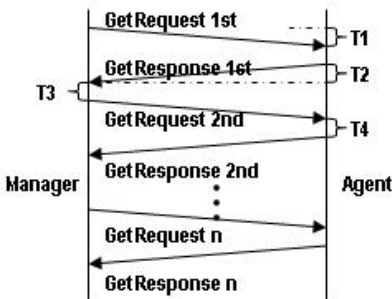 GetRequest 1st
T1
GetResponse 1st
T2
T3
GetRequest 2nd
T4
Manager
GetResponse 2nd
Agent
GetRequest n
GetResponse n